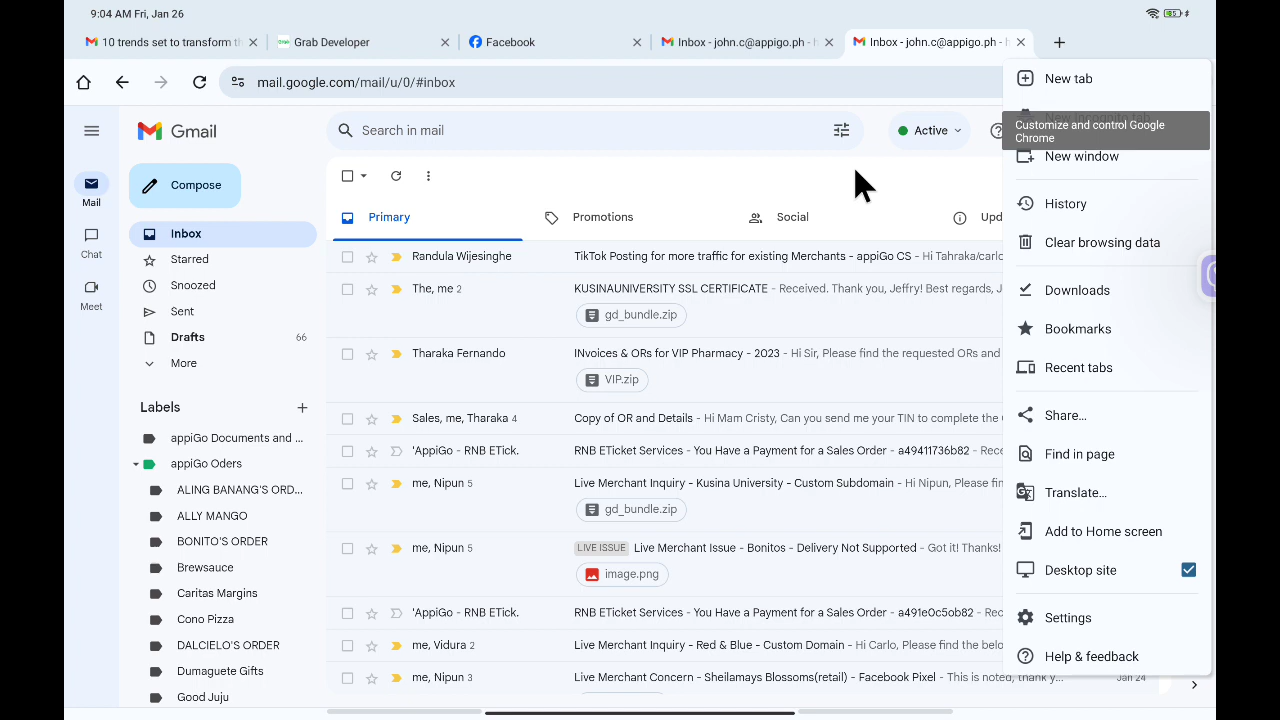 9:04 AM Fri, Jan 26
10 trends set to transform th
Grab Developer
Facebook
Inbox - john.c@appigo.ph -
Inbox - john.c@appigo.ph -
mail.google.com/mail/u/0/#inbox
Gmail
Search in mail
Active
Mail
Chat
Meet
Compose
Inbox
Starred
Snoozed
Sent
Drafts 66
More
Labels
appiGo Documents and ...
appiGo Oders
ALING BANANG'S ORD...
ALLY MANGO
BONITO'S ORDER
Brewsauce
Caritas Margins
Cono Pizza
DALCIELO'S ORDER
Dumaguete Gifts
Good Juju
Primary
Promotions
Social
Upd
Randula Wijesinghe TikTok Posting for more traffic for existing Merchants - appiGo CS - Hi Tahraka/carlo
The, me 2 KUSINAUNIVERSITY SSL CERTIFICATE - Received. Thank you, Jeffry! Best regards, J
gd_bundle.zip
Tharaka Fernando INvoices & ORs for VIP Pharmacy - 2023 - Hi Sir, Please find the requested ORs and
VIP.zip
Sales, me, Tharaka 4 Copy of OR and Details - Hi Mam Cristy, Can you send me your TIN to complete the
'AppiGo - RNB ETick. RNB ETicket Services - You Have a Payment for a Sales Order - a49411736b82 - Rece
me, Nipun 5 Live Merchant Inquiry - Kusina University - Custom Subdomain - Hi Nipun, Please fin
gd_bundle.zip
me, Nipun 5 LIVE ISSUE Live Merchant Issue - Bonitos - Delivery Not Supported - Got it! Thanks!
image.png
'AppiGo - RNB ETick. RNB ETicket Services - You Have a Payment for a Sales Order - a491e0c5ob82 - Rec
me, Vidura 2 Live Merchant Inquiry - Red & Blue - Custom Domain - Hi Carlo, Please find the belo
me, Nipun 3 Live Merchant Concern - Sheilamays Blossoms(retail) - Facebook Pixel - This is noted, thank y... Jan 24
New tab
New incognito tab
Customize and control Google
Chrome
New window
History
Clear browsing data
Downloads
Bookmarks
Recent tabs
Share...
Find in page
Translate...
Add to Home screen
Desktop site
Settings
Help & feedback